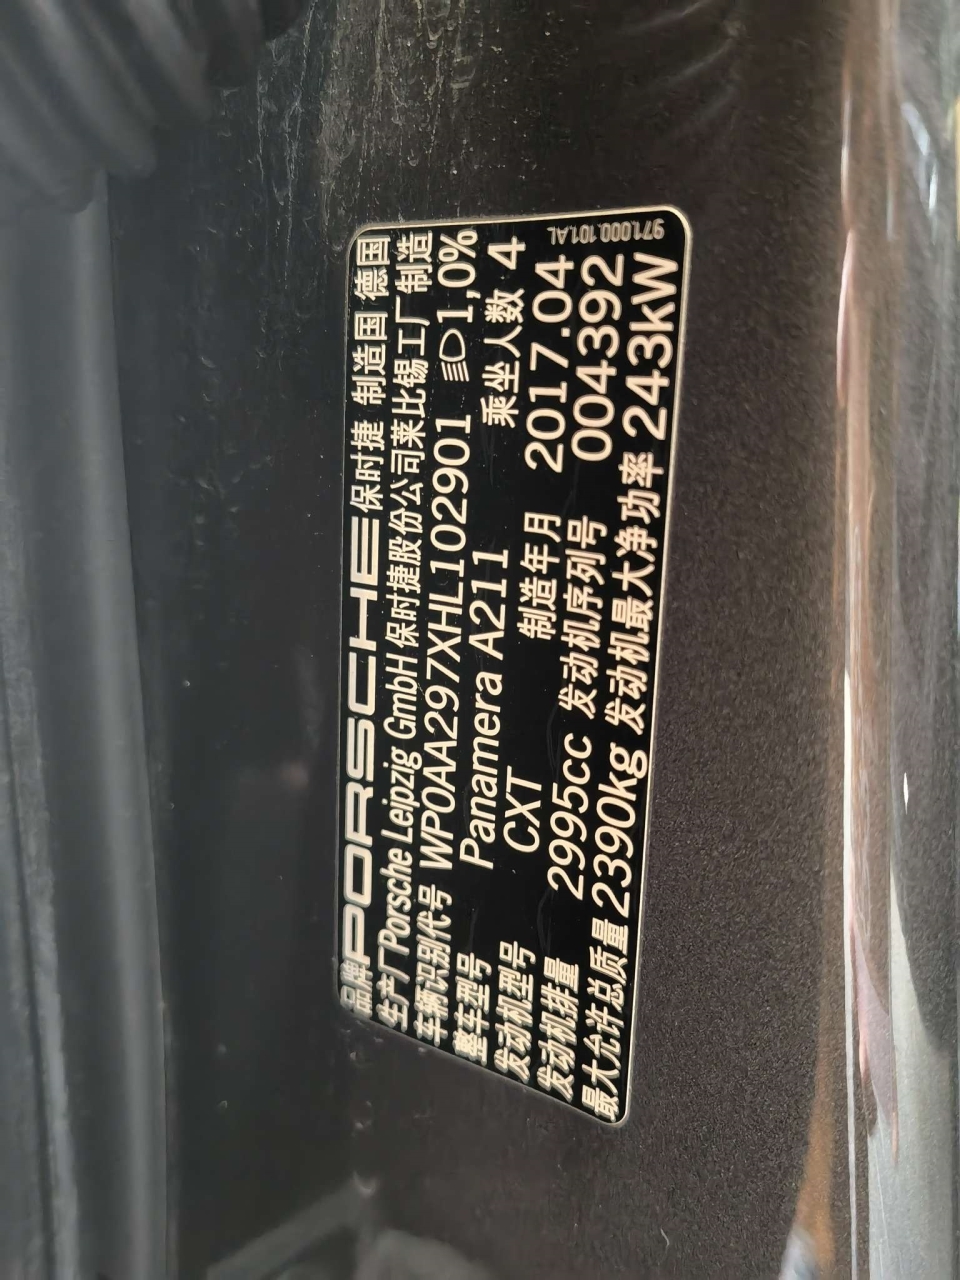 品牌 PORSCHE 保时捷 制造国 德国
生产厂 Porsche Leipzig GmbH 保时捷股份公司莱比锡工厂制造
车辆识别代号 WP0AA297XHL102901 1,0%
整车型号 Panamera A211 乘坐人数 4
发动机型号 CXT 制造年月 2017.04
发动机排量 2995cc 发动机序列号 004392
最大允许总质量 2390kg 发动机最大净功率 243kW
971.000.101.AL